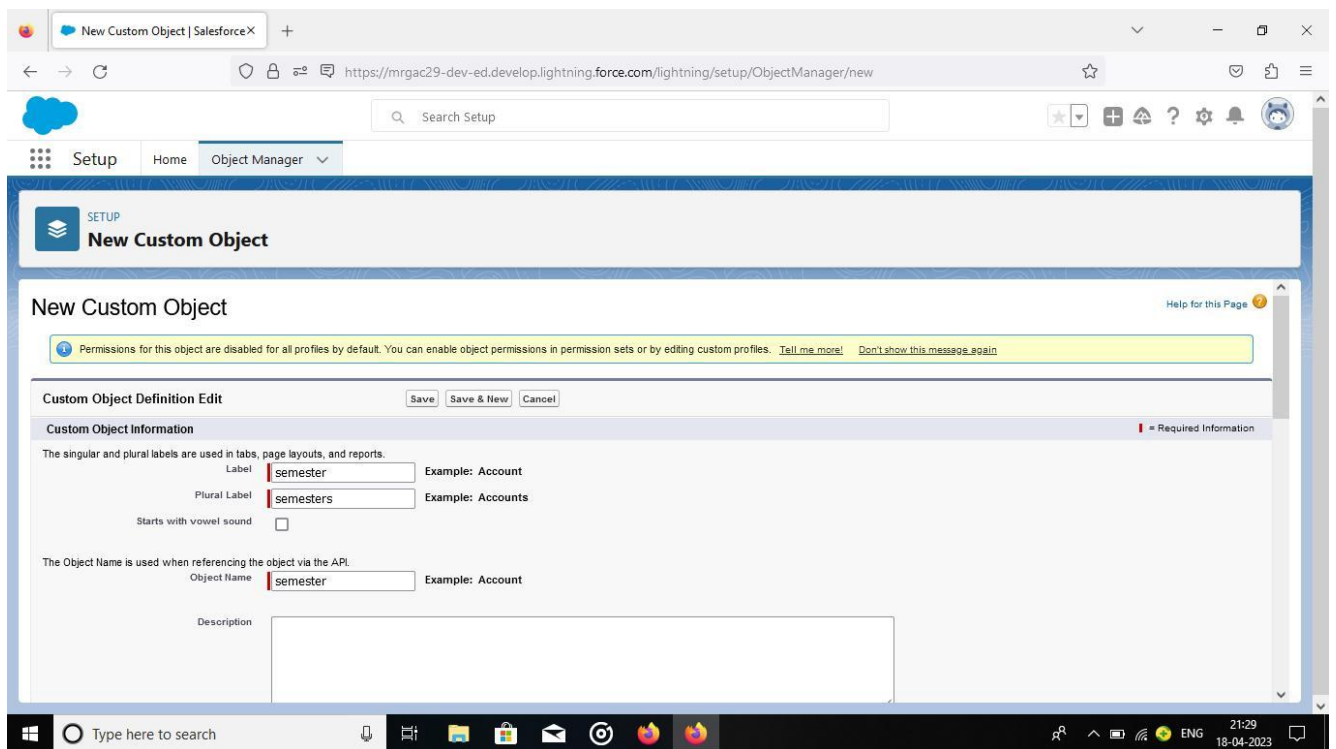 New Custom Object | Salesforce
https://mrgac29-dev-ed.develop.lightning.force.com/lightning/setup/ObjectManager/new
Search Setup
Setup Home Object Manager
SETUP
New Custom Object
New Custom Object
Help for this Page
Permissions for this object are disabled for all profiles by default. You can enable object permissions in permission sets or by editing custom profiles. Tell me more! Don't show this message again
Custom Object Definition Edit Save Save & New Cancel
Custom Object Information = Required Information
The singular and plural labels are used in tabs, page layouts, and reports.
Label semester Example: Account
Plural Label semesters Example: Accounts
Starts with vowel sound
The Object Name is used when referencing the object via the API.
Object Name semester Example: Account
Description
Type here to search ENG 21:29
18-04-2023